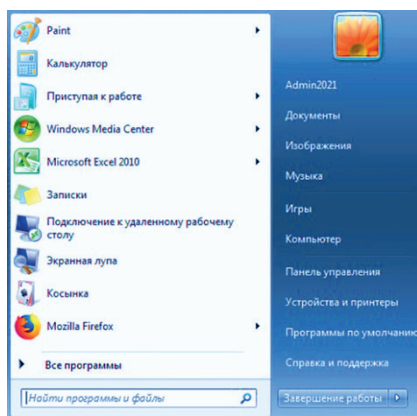 Paint
Калькулятор
Приступая к работе
Windows Media Center
Microsoft Excel 2010
Записки
Подключение к удаленному рабочему
столу
Экранная лупа
Косынка
Mozilla Firefox
Все программы
Найти программы и файлы
Admin2021
Документы
Изображения
Музыка
Игры
Компьютер
Панель управления
Устройства и принтеры
Программы по умолчанию
Справка и поддержка
Завершение работы